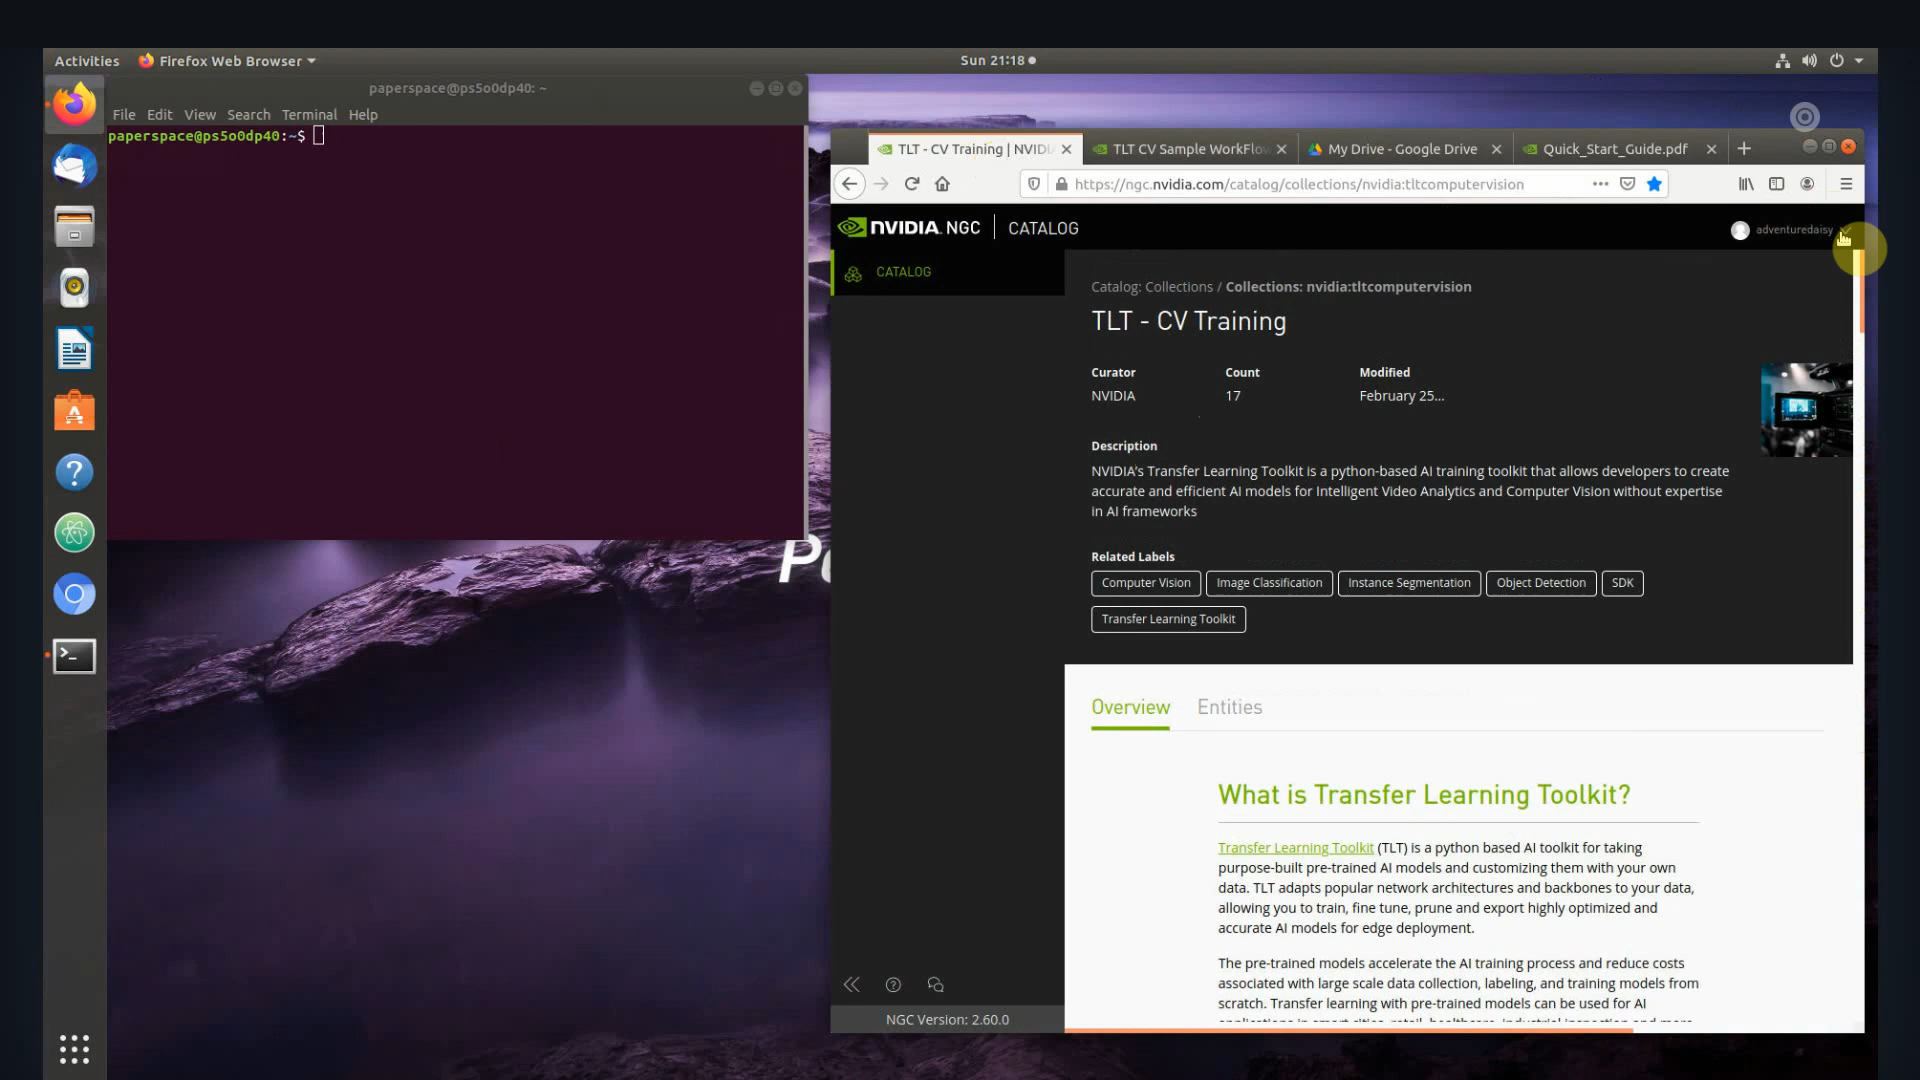 Activities Firefox Web Browser Sun 21:18
paperspace@ps5o0dp40: ~
File Edit View Search Terminal Help
paperspace@ps5o0dp40:~$
TLT - CV Training | NVIDI
TLT CV Sample WorkFlow
My Drive - Google Drive
Quick_Start_Guide.pdf
https://ngc.nvidia.com/catalog/collections/nvidia:tltcomputervision
NVIDIA. NGC CATALOG
adventuredaisy
CATALOG
Catalog: Collections / Collections: nvidia:tltcomputervision
TLT - CV Training
Curator Count Modified
NVIDIA 17 February 25...
Description
NVIDIA's Transfer Learning Toolkit is a python-based AI training toolkit that allows developers to create
accurate and efficient AI models for Intelligent Video Analytics and Computer Vision without expertise
in AI frameworks
Related Labels
Computer Vision Image Classification Instance Segmentation Object Detection SDK
Transfer Learning Toolkit
Overview Entities
What is Transfer Learning Toolkit?
Transfer Learning Toolkit (TLT) is a python based AI toolkit for taking
purpose-built pre-trained AI models and customizing them with your own
data. TLT adapts popular network architectures and backbones to your data,
allowing you to train, fine tune, prune and export highly optimized and
accurate AI models for edge deployment.
The pre-trained models accelerate the AI training process and reduce costs
associated with large scale data collection, labeling, and training models from
scratch. Transfer learning with pre-trained models can be used for AI
NGC Version: 2.60.0